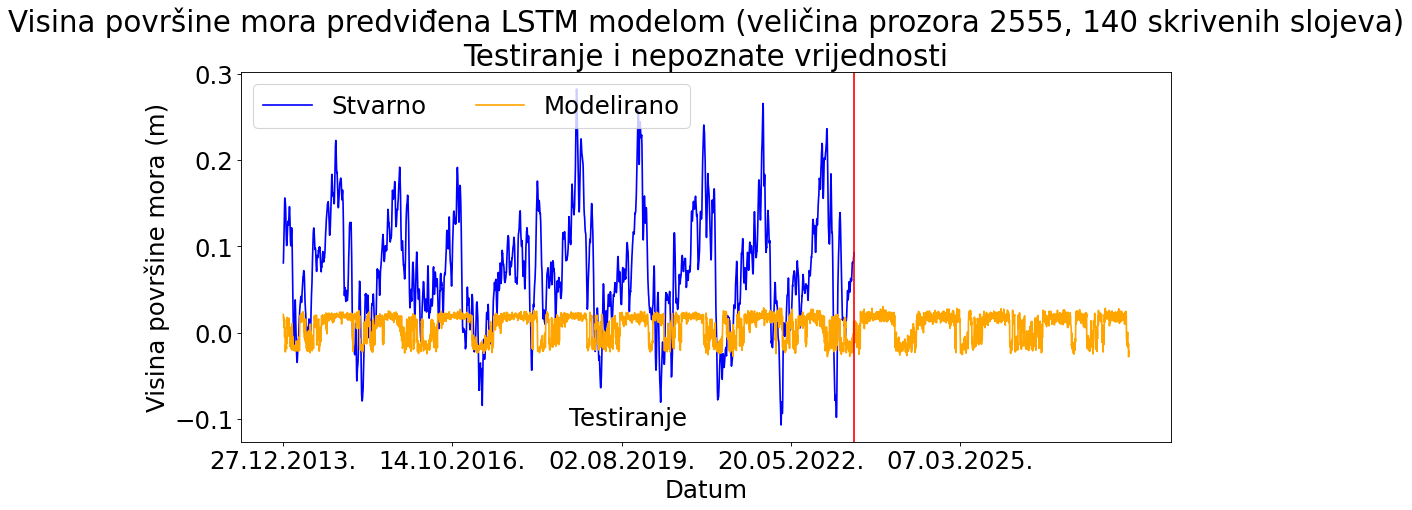 Visina površine mora predviđena LSTM modelom (veličina prozora 2555, 140 skrivenih slojeva)
Testiranje i nepoznate vrijednosti
Stvarno
Modelirano
0.3
0.2
0.1
0.0
−0.1
Visina površine mora (m)
Testiranje
27.12.2013.
14.10.2016.
02.08.2019.
20.05.2022.
07.03.2025.
Datum